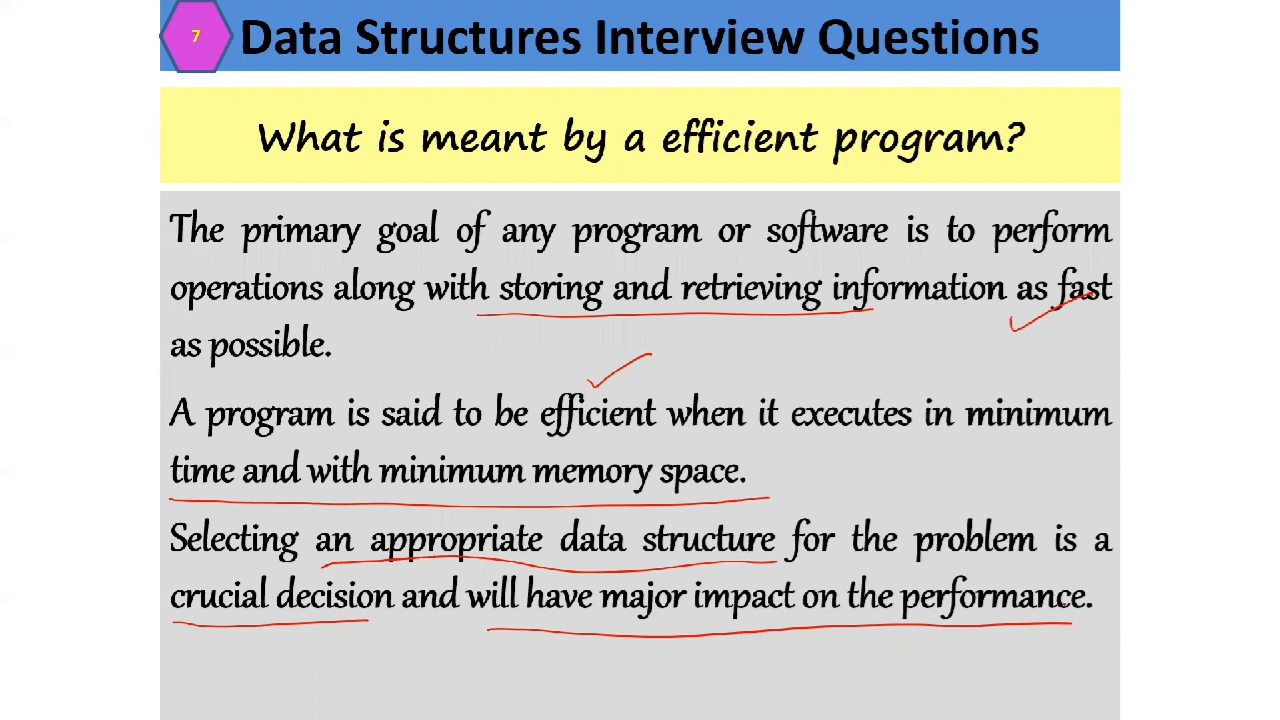 7
Data Structures Interview Questions
What is meant by a efficient program?
The primary goal of any program or software is to perform
operations along with storing and retrieving information as fast
as possible.
A program is said to be efficient when it executes in minimum
time and with minimum memory space.
Selecting an appropriate data structure for the problem is a
crucial decision and will have major impact on the performance.